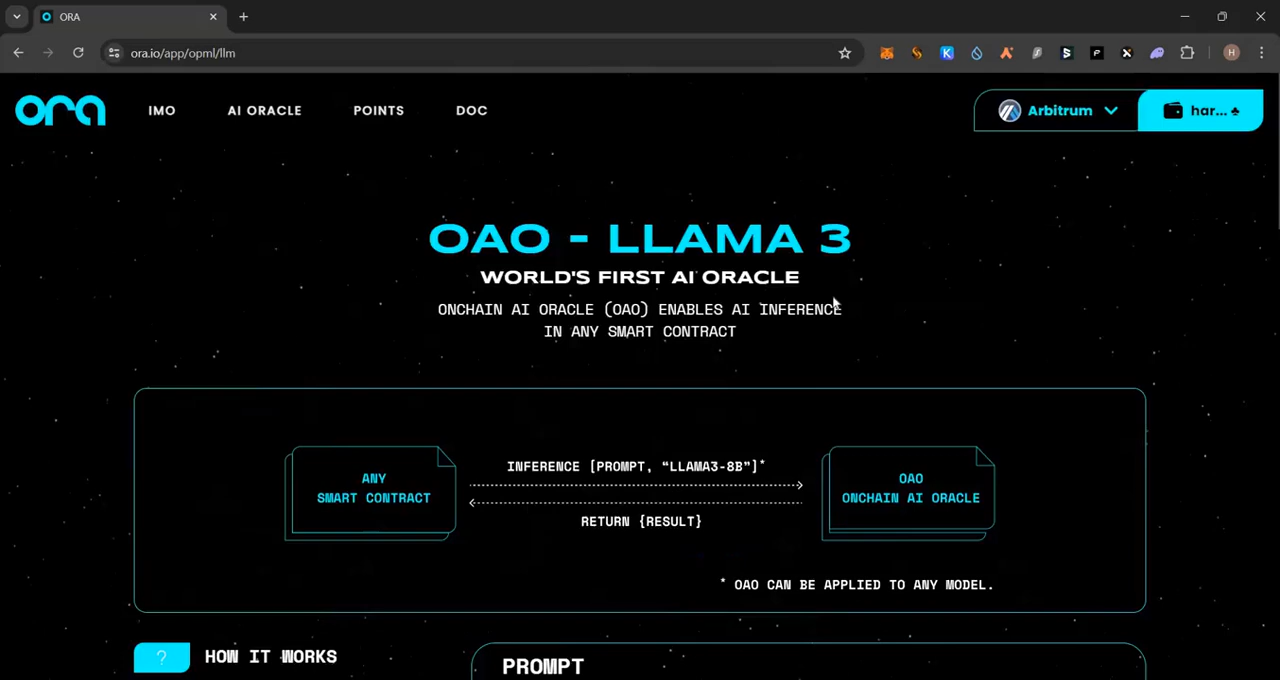 ORA
ora.io/app/opml/llm
H
ora
IMO
AI ORACLE
POINTS
DOC
Arbitrum
har... ♣
OAO - LLAMA 3
WORLD'S FIRST AI ORACLE
ONCHAIN AI ORACLE (OAO) ENABLES AI INFERENCE
IN ANY SMART CONTRACT
ANY
SMART CONTRACT
INFERENCE [PROMPT, “LLAMA3-8B”]*
RETURN {RESULT}
OAO
ONCHAIN AI ORACLE
* OAO CAN BE APPLIED TO ANY MODEL.
?
HOW IT WORKS
PROMPT